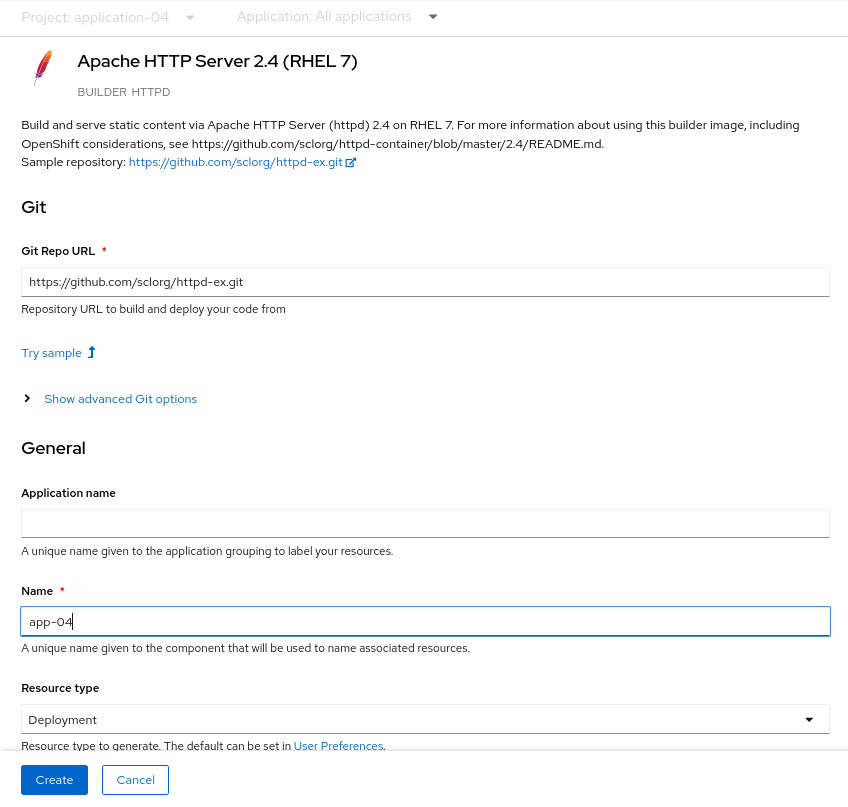 Project: application-04
Application: All applications
Apache HTTP Server 2.4 (RHEL 7)
BUILDER HTTPD
Build and serve static content via Apache HTTP Server (httpd) 2.4 on RHEL 7. For more information about using this builder image, including
OpenShift considerations, see https://github.com/sclorg/httpd-container/blob/master/2.4/README.md.
Sample repository: https://github.com/sclorg/httpd-ex.git
Git
Git Repo URL *
https://github.com/sclorg/httpd-ex.git
Repository URL to build and deploy your code from
Try sample
Show advanced Git options
General
Application name
A unique name given to the application grouping to label your resources.
Name *
app-04
A unique name given to the component that will be used to name associated resources.
Resource type
Deployment
Resource type to generate. The default can be set in User Preferences.
Create
Cancel